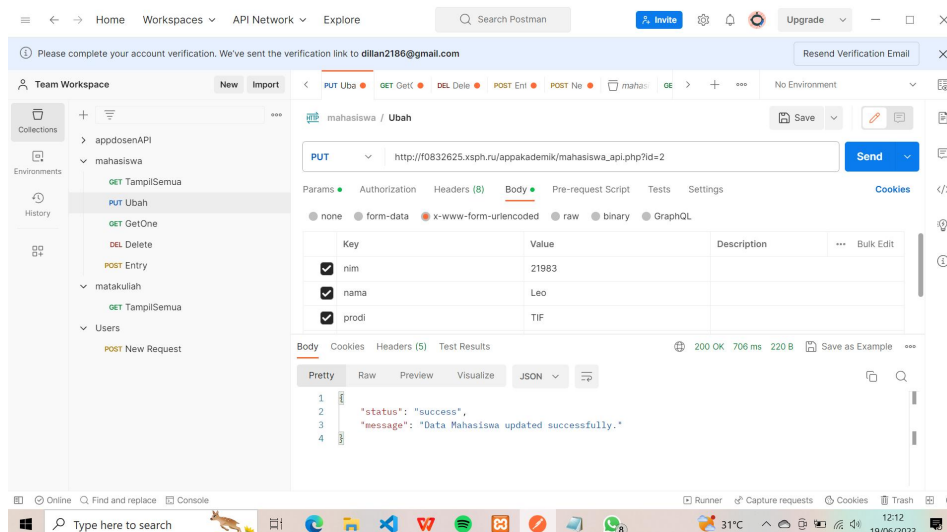 Home Workspaces API Network Explore Search Postman Invite Upgrade
Please complete your account verification. We've sent the verification link to dillan2186@gmail.com Resend Verification Email
Team Workspace New Import PUT Uba GET GetC DEL Dele POST Ent POST Ne mahas GE No Environment
Collections
Environments
History
appdosenAPI
mahasiswa
GET TampilSemua
PUT Ubah
GET GetOne
DEL Delete
POST Entry
matakuliah
GET TampilSemua
Users
POST New Request
HTTP mahasiswa / Ubah Save
PUT http://f0832625.xsph.ru/appakademik/mahasiswa_api.php?id=2 Send
Params Authorization Headers (8) Body Pre-request Script Tests Settings Cookies
none form-data x-www-form-urlencoded raw binary GraphQL
Key Value Description Bulk Edit
nim 21983
nama Leo
prodi TIF
Body Cookies Headers (5) Test Results 200 OK 706 ms 220 B Save as Example
Pretty Raw Preview Visualize JSON
1 {
2 "status": "success",
3 "message": "Data Mahasiswa updated successfully."
4 }
Online Find and replace Console Runner Capture requests Cookies Trash
Type here to search 31°C 12:12
19/06/2023